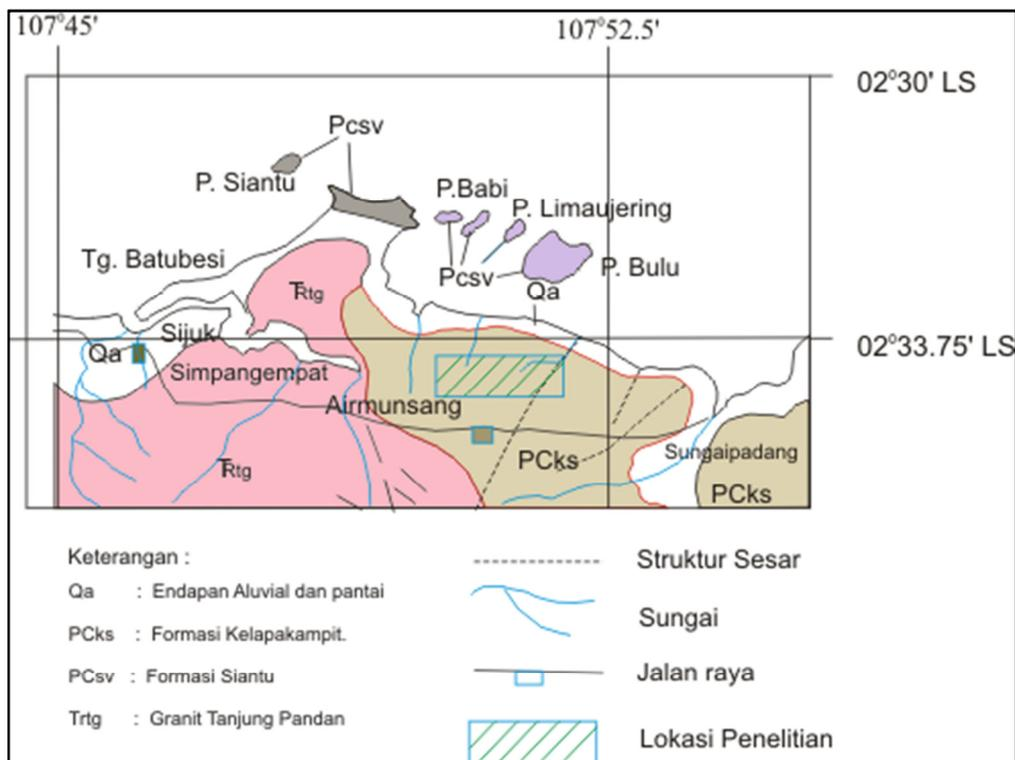 107°45'
107°52.5'
02°30' LS
Pcsv
P. Siantu
P.Babi
P. Limaujering
Tg. Batubesi
Pcsv
P. Bulu
Qa
TRtg
Sijuk
02°33.75' LS
Qa
Simpangempat
Airmunsang
Sungaipadang
PCks
TRtg
PCks
Keterangan :
Qa : Endapan Aluvial dan pantai
PCks : Formasi Kelapakampit.
PCsv : Formasi Siantu
Trtg : Granit Tanjung Pandan
Struktur Sesar
Sungai
Jalan raya
Lokasi Penelitian